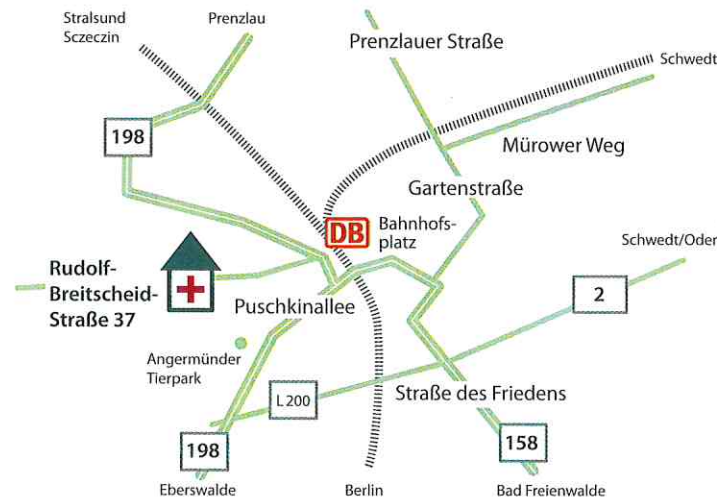 Stralsund
Sczeczin
Prenzlau
Prenzlauer Straße
Schwedt
198
Mürower Weg
Gartenstraße
DB
Bahnhofs-
platz
Schwedt/Oder
Rudolf-
Breitscheid-
Straße 37
2
Puschkinallee
Angermünder
Tierpark
L 200
Straße des Friedens
198
158
Eberswalde
Berlin
Bad Freienwalde